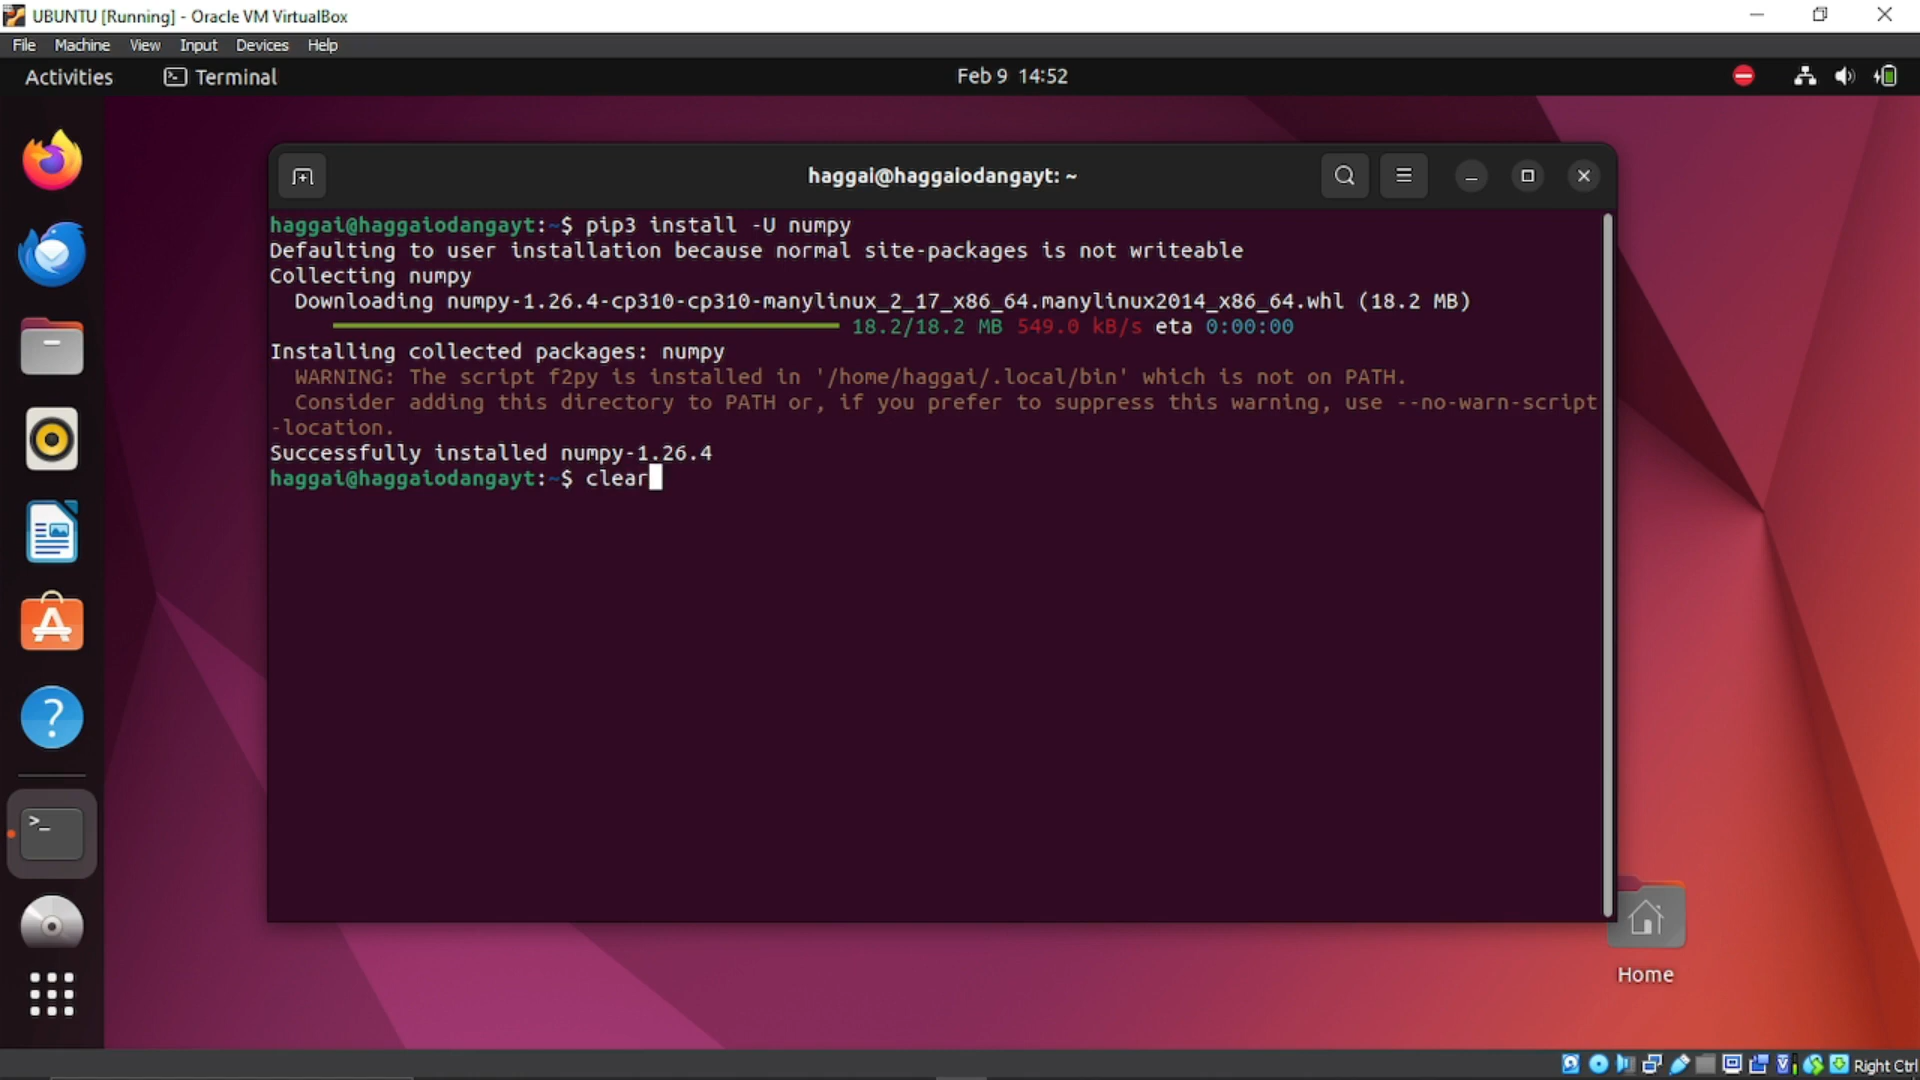 UBUNTU [Running] - Oracle VM VirtualBox
File Machine View Input Devices Help
Activities Terminal Feb 9 14:52
haggai@haggaiodangayt: ~
haggai@haggaiodangayt:~$ pip3 install -U numpy
Defaulting to user installation because normal site-packages is not writeable
Collecting numpy
Downloading numpy-1.26.4-cp310-cp310-manylinux_2_17_x86_64.manylinux2014_x86_64.whl (18.2 MB)
18.2/18.2 MB 549.0 kB/s eta 0:00:00
Installing collected packages: numpy
WARNING: The script f2py is installed in '/home/haggai/.local/bin' which is not on PATH.
Consider adding this directory to PATH or, if you prefer to suppress this warning, use --no-warn-script
-location.
Successfully installed numpy-1.26.4
haggai@haggaiodangayt:~$ clear
Home
Right Ctrl